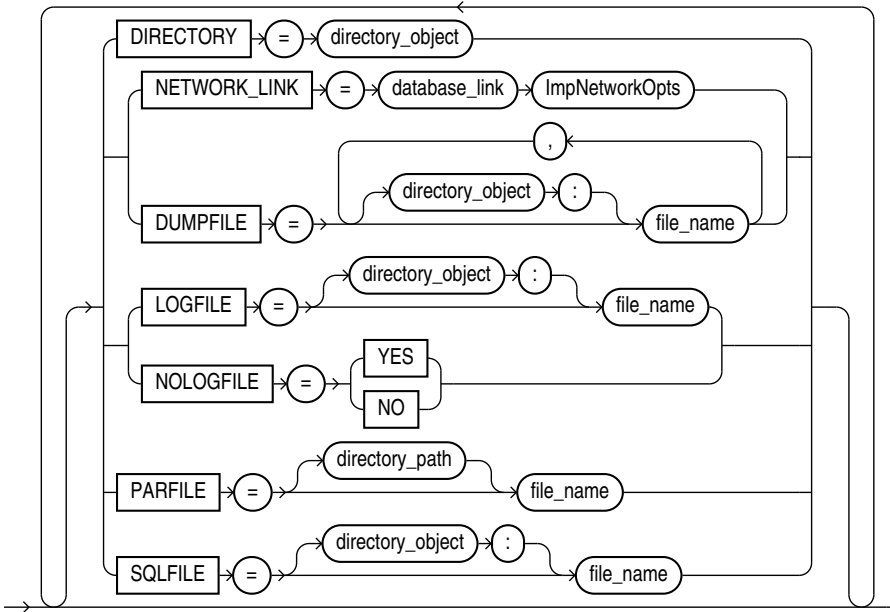 DIRECTORY = directory_object
NETWORK_LINK = database_link ImpNetworkOpts
,
directory_object :
DUMPFILE = file_name
directory_object :
LOGFILE = file_name
YES
NOLOGFILE =
NO
directory_path
PARFILE = file_name
directory_object :
SQLFILE = file_name